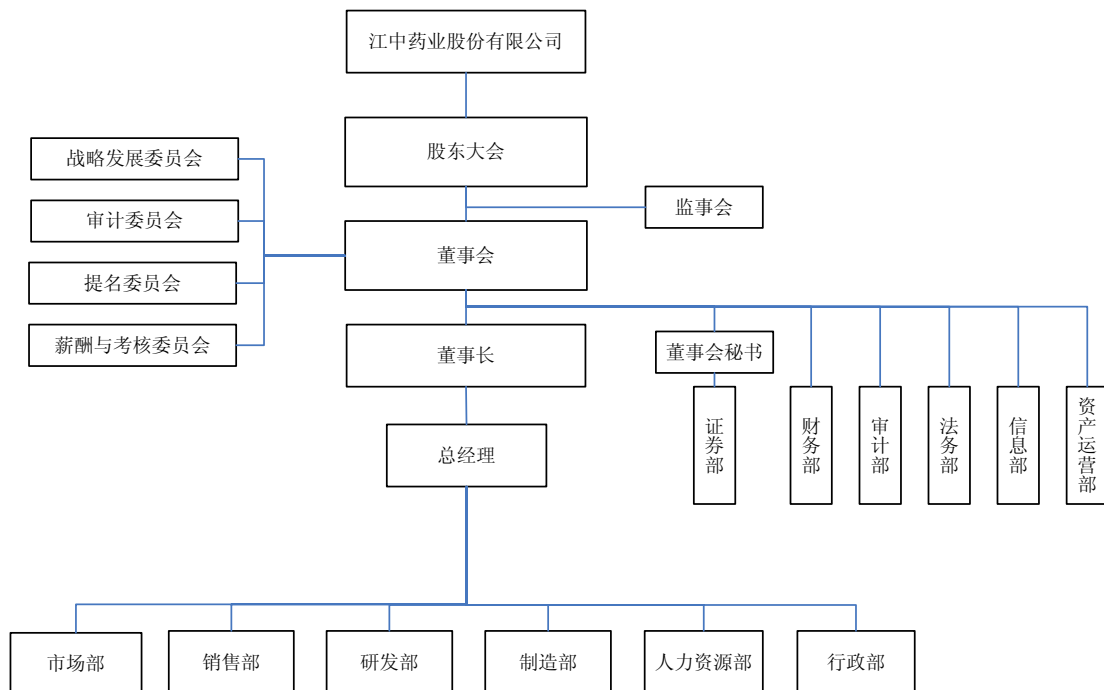 江中药业股份有限公司
股东大会
战略发展委员会
监事会
审计委员会
董事会
提名委员会
薪酬与考核委员会
董事长
董事会秘书
证券部
财务部
审计部
法务部
信息部
资产运营部
总经理
市场部
销售部
研发部
制造部
人力资源部
行政部